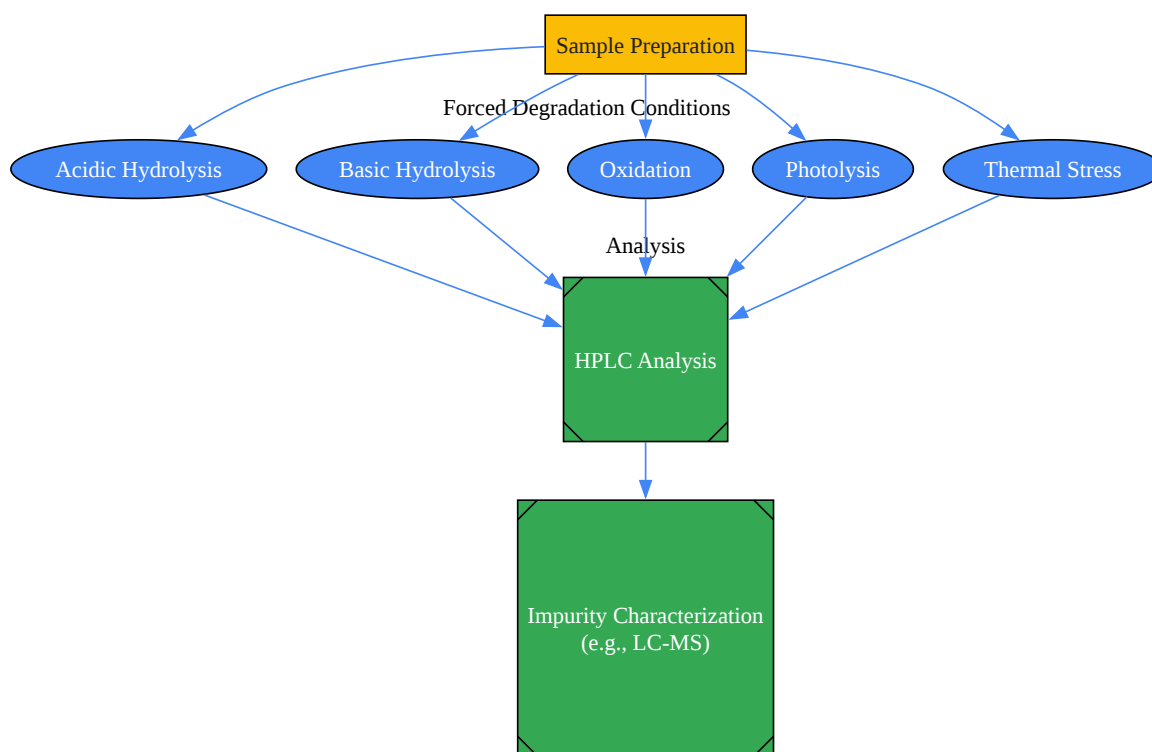 Sample Preparation
Forced Degradation Conditions
Acidic Hydrolysis
Basic Hydrolysis
Oxidation
Photolysis
Thermal Stress
Analysis
HPLC Analysis
Impurity Characterization
(e.g., LC-MS)